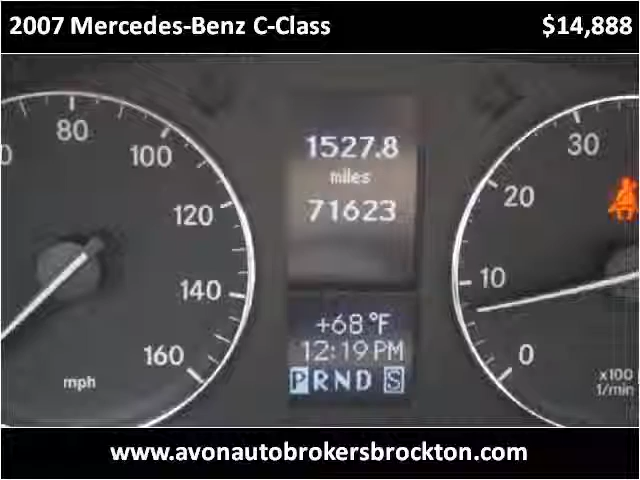 2007 Mercedes-Benz C-Class $14,888
80
100
120
140
160
mph
1527.8
miles
71623
+68°F
12:19 PM
PRND S
30
20
10
0
x100
1/min
www.avonautobrokersbrockton.com